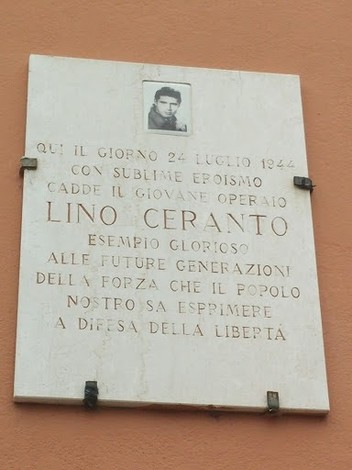 QUI IL GIORNO 24 LUGLIO 1944
CON SUBLIME EROISMO
CADDE IL GIOVANE OPERAIO
LINO CERANTO
ESEMPIO GLORIOSO
ALLE FUTURE GENERAZIONI
DELLA FORZA CHE IL POPOLO
NOSTRO SA ESPRIMERE
A DIFESA DELLA LIBERTÀ